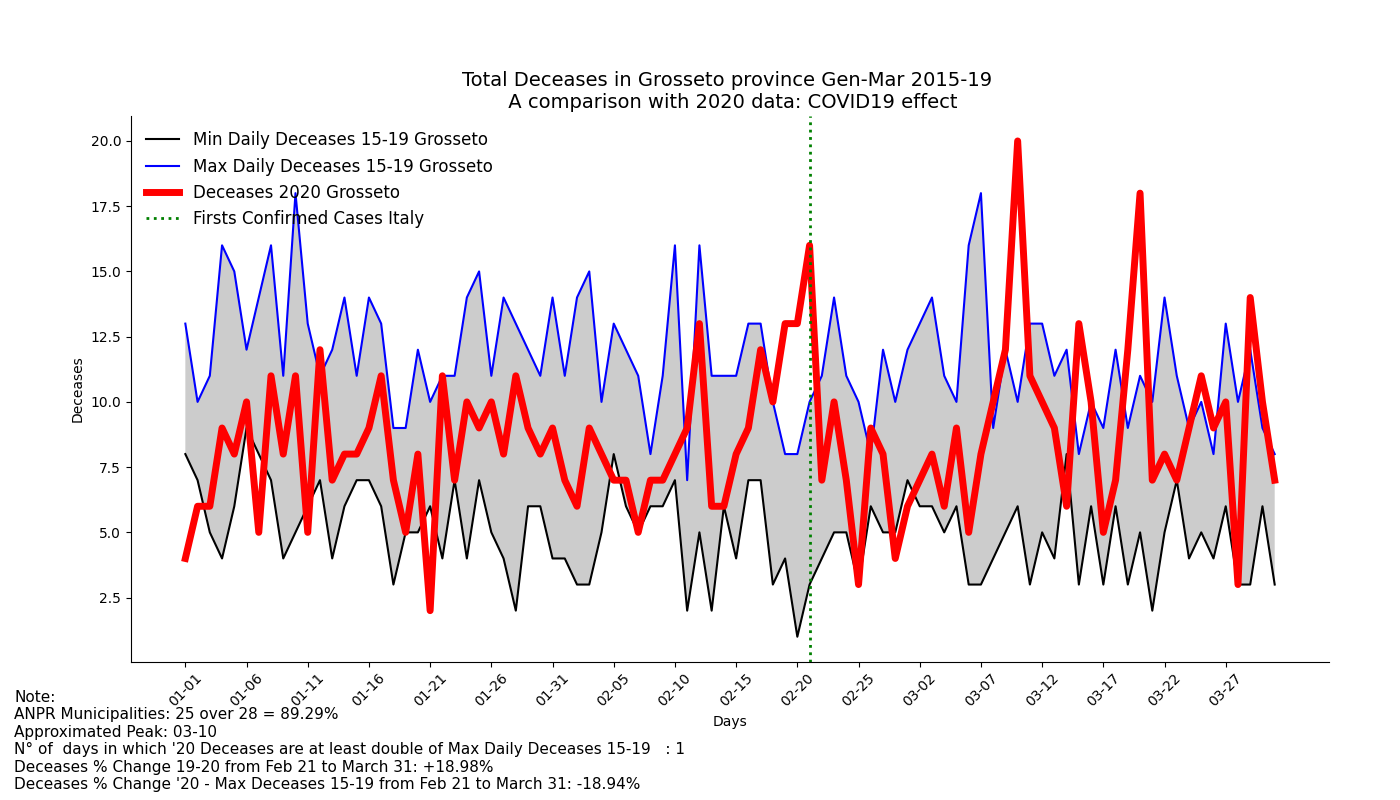 Total Deceases in Grosseto province Gen-Mar 2015-19
A comparison with 2020 data: COVID19 effect
Min Daily Deceases 15-19 Grosseto
Max Daily Deceases 15-19 Grosseto
Deceases 2020 Grosseto
Firsts Confirmed Cases Italy
20.0
17.5
15.0
12.5
10.0
7.5
5.0
2.5
Deceases
01-01
01-06
01-11
01-16
01-21
01-26
01-31
02-05
02-10
02-15
02-20
02-25
03-02
03-07
03-12
03-17
03-22
03-27
Days
Note:
ANPR Municipalities: 25 over 28 = 89.29%
Approximated Peak: 03-10
N° of  days in which '20 Deceases are at least double of Max Daily Deceases 15-19   : 1
Deceases % Change 19-20 from Feb 21 to March 31: +18.98%
Deceases % Change '20 - Max Deceases 15-19 from Feb 21 to March 31: -18.94%